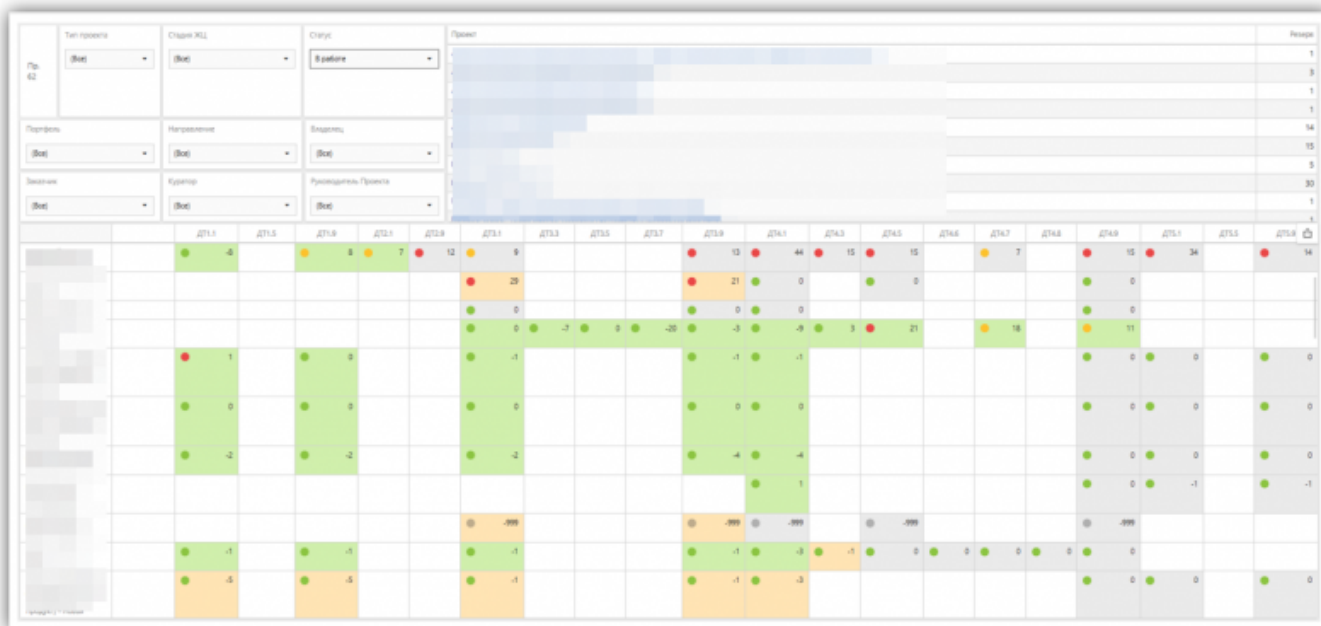 Тип проекта Стадия ЖЦ Статус Проект Резерв
Пр. 62
(Все) (Все) В работе
1
3
1
1
Портфель Направление Владелец
14
(Все) (Все) (Все)
15
5
Заказчик Куратор Руководитель Проекта
30
(Все) (Все) (Все)
1
1
ДТ1.1 ДТ1.5 ДТ1.9 ДТ2.1 ДТ2.9 ДТ3.1 ДТ3.3 ДТ3.5 ДТ3.7 ДТ3.9 ДТ4.1 ДТ4.3 ДТ4.5 ДТ4.6 ДТ4.7 ДТ4.8 ДТ4.9 ДТ5.1 ДТ5.5 ДТ5.9
-8 8 7 12 9 13 44 15 15 7 15 34 14
29 21 0 0 0
0 0 0 0
0 -7 0 -20 -3 -9 3 21 18 11
1 0 -1 -1 -1 0 0 0
0 0 0 0 0 0 0 0
-2 -2 -2 -4 -4 0 0 0
1 0 -1 -1
-999 -999 -999 -999 -999
-1 -1 -1 -1 -3 -1 0 0 0 0 0
-5 -5 -1 -1 -3 0 0 0